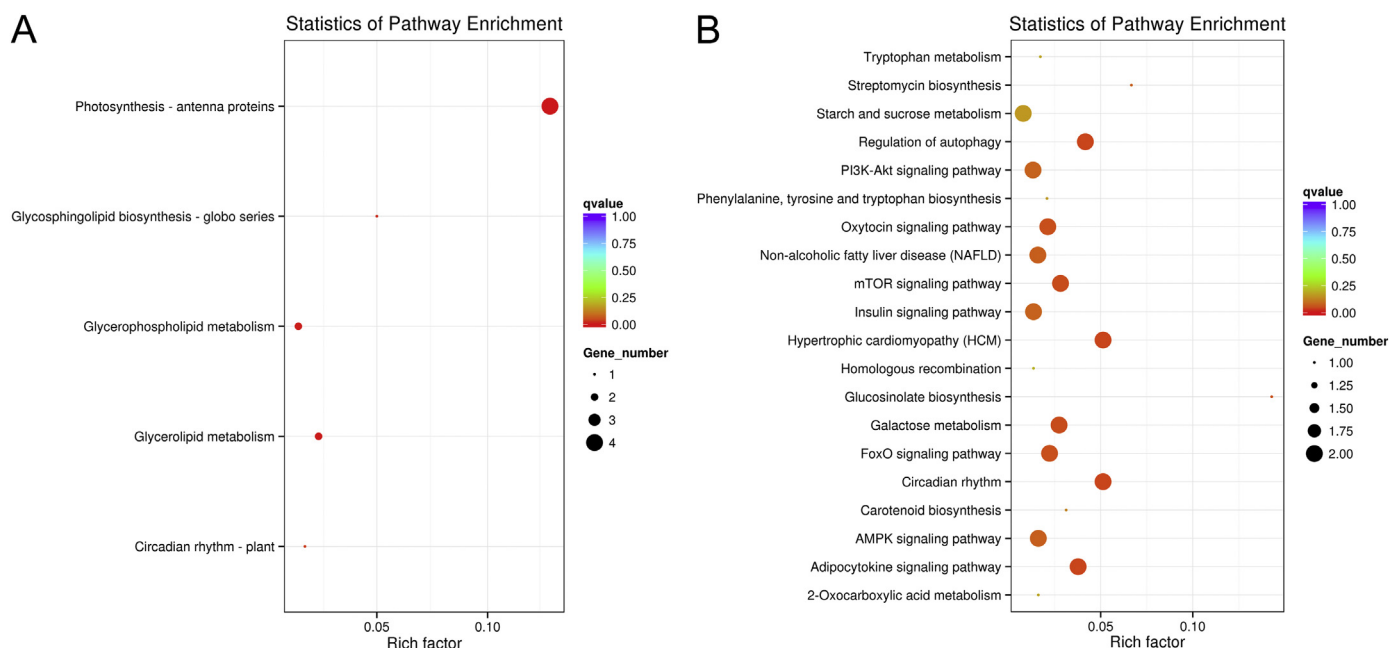 A
Statistics of Pathway Enrichment
Photosynthesis - antenna proteins
Glycosphingolipid biosynthesis - globo series
Glycerophospholipid metabolism
Glycerolipid metabolism
Circadian rhythm - plant
0.05
0.10
Rich factor
qvalue
1.00
0.75
0.50
0.25
0.00
Gene_number
1
2
3
4
B
Statistics of Pathway Enrichment
Tryptophan metabolism
Streptomycin biosynthesis
Starch and sucrose metabolism
Regulation of autophagy
PI3K-Akt signaling pathway
Phenylalanine, tyrosine and tryptophan biosynthesis
Oxytocin signaling pathway
Non-alcoholic fatty liver disease (NAFLD)
mTOR signaling pathway
Insulin signaling pathway
Hypertrophic cardiomyopathy (HCM)
Homologous recombination
Glucosinolate biosynthesis
Galactose metabolism
FoxO signaling pathway
Circadian rhythm
Carotenoid biosynthesis
AMPK signaling pathway
Adipocytokine signaling pathway
2-Oxocarboxylic acid metabolism
0.05
0.10
Rich factor
qvalue
1.00
0.75
0.50
0.25
0.00
Gene_number
1.00
1.25
1.50
1.75
2.00